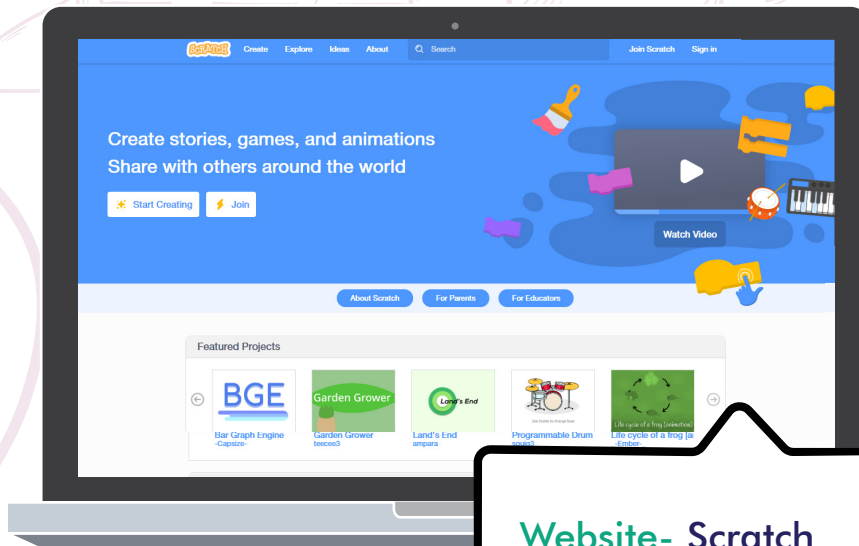 SCRATCH Create Explore Ideas About Search Join Scratch Sign in
Create stories, games, and animations
Share with others around the world
Start Creating Join
Watch Video
About Scratch For Parents For Educators
Featured Projects
BGE Garden Grower Land's End
Life cycle of a frog (animation)
Bar Graph Engine Garden Grower Land's End Programmable Drum Life cycle of a frog (a
-Capsize- teecee3 ampara squig3 -Ember-
Website- Scratch